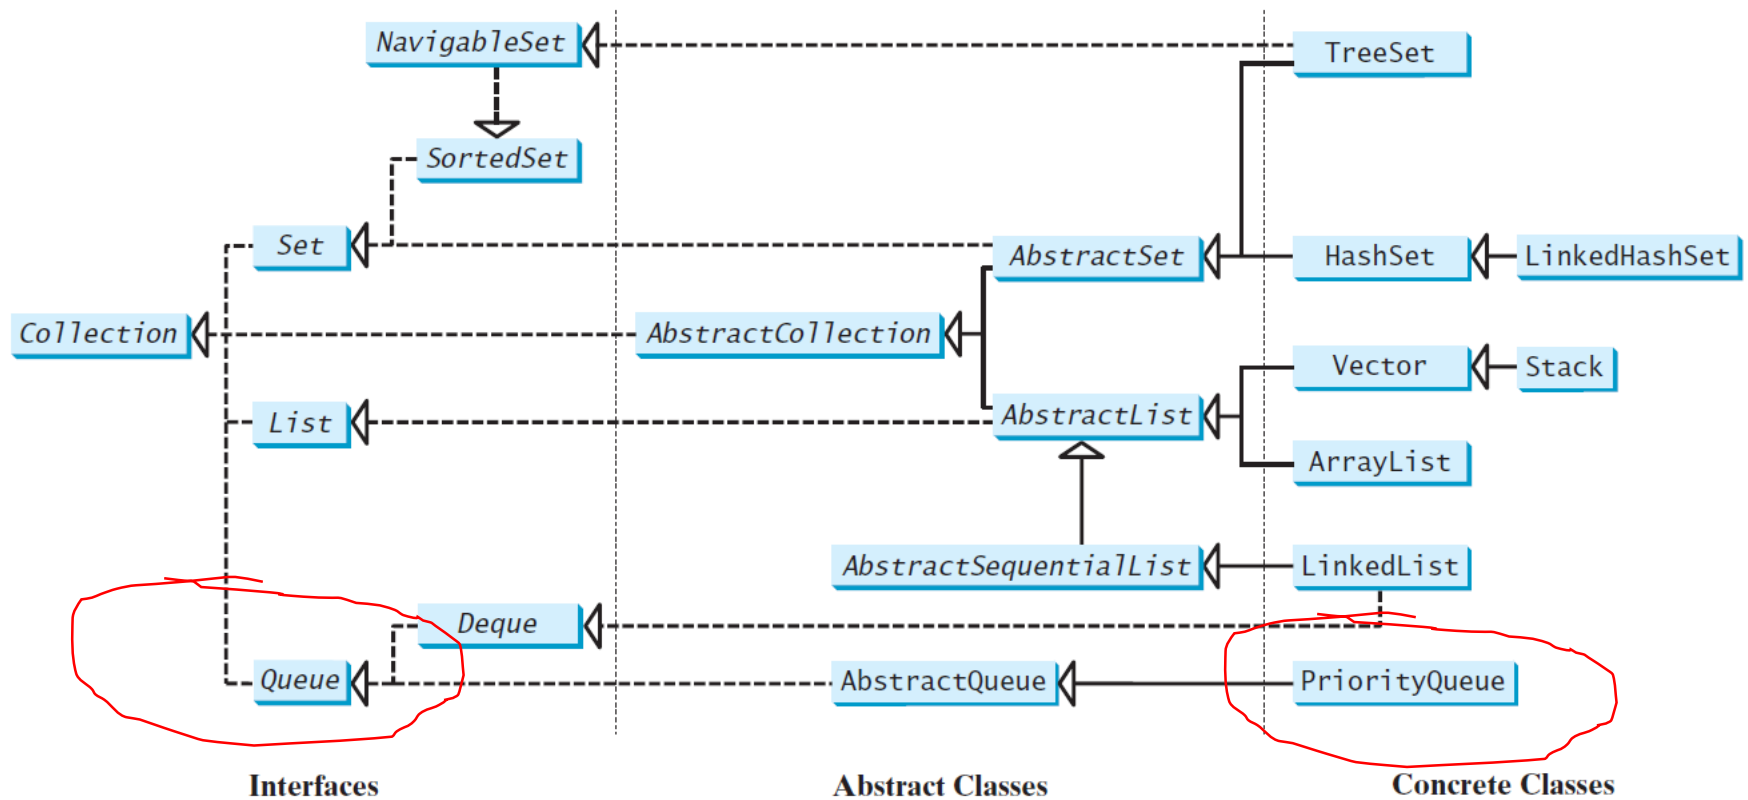 NavigableSet
TreeSet
SortedSet
Set
AbstractSet
HashSet
LinkedHashSet
Collection
AbstractCollection
Vector
Stack
List
AbstractList
ArrayList
AbstractSequentialList
LinkedList
Deque
Queue
AbstractQueue
PriorityQueue
Interfaces
Abstract Classes
Concrete Classes